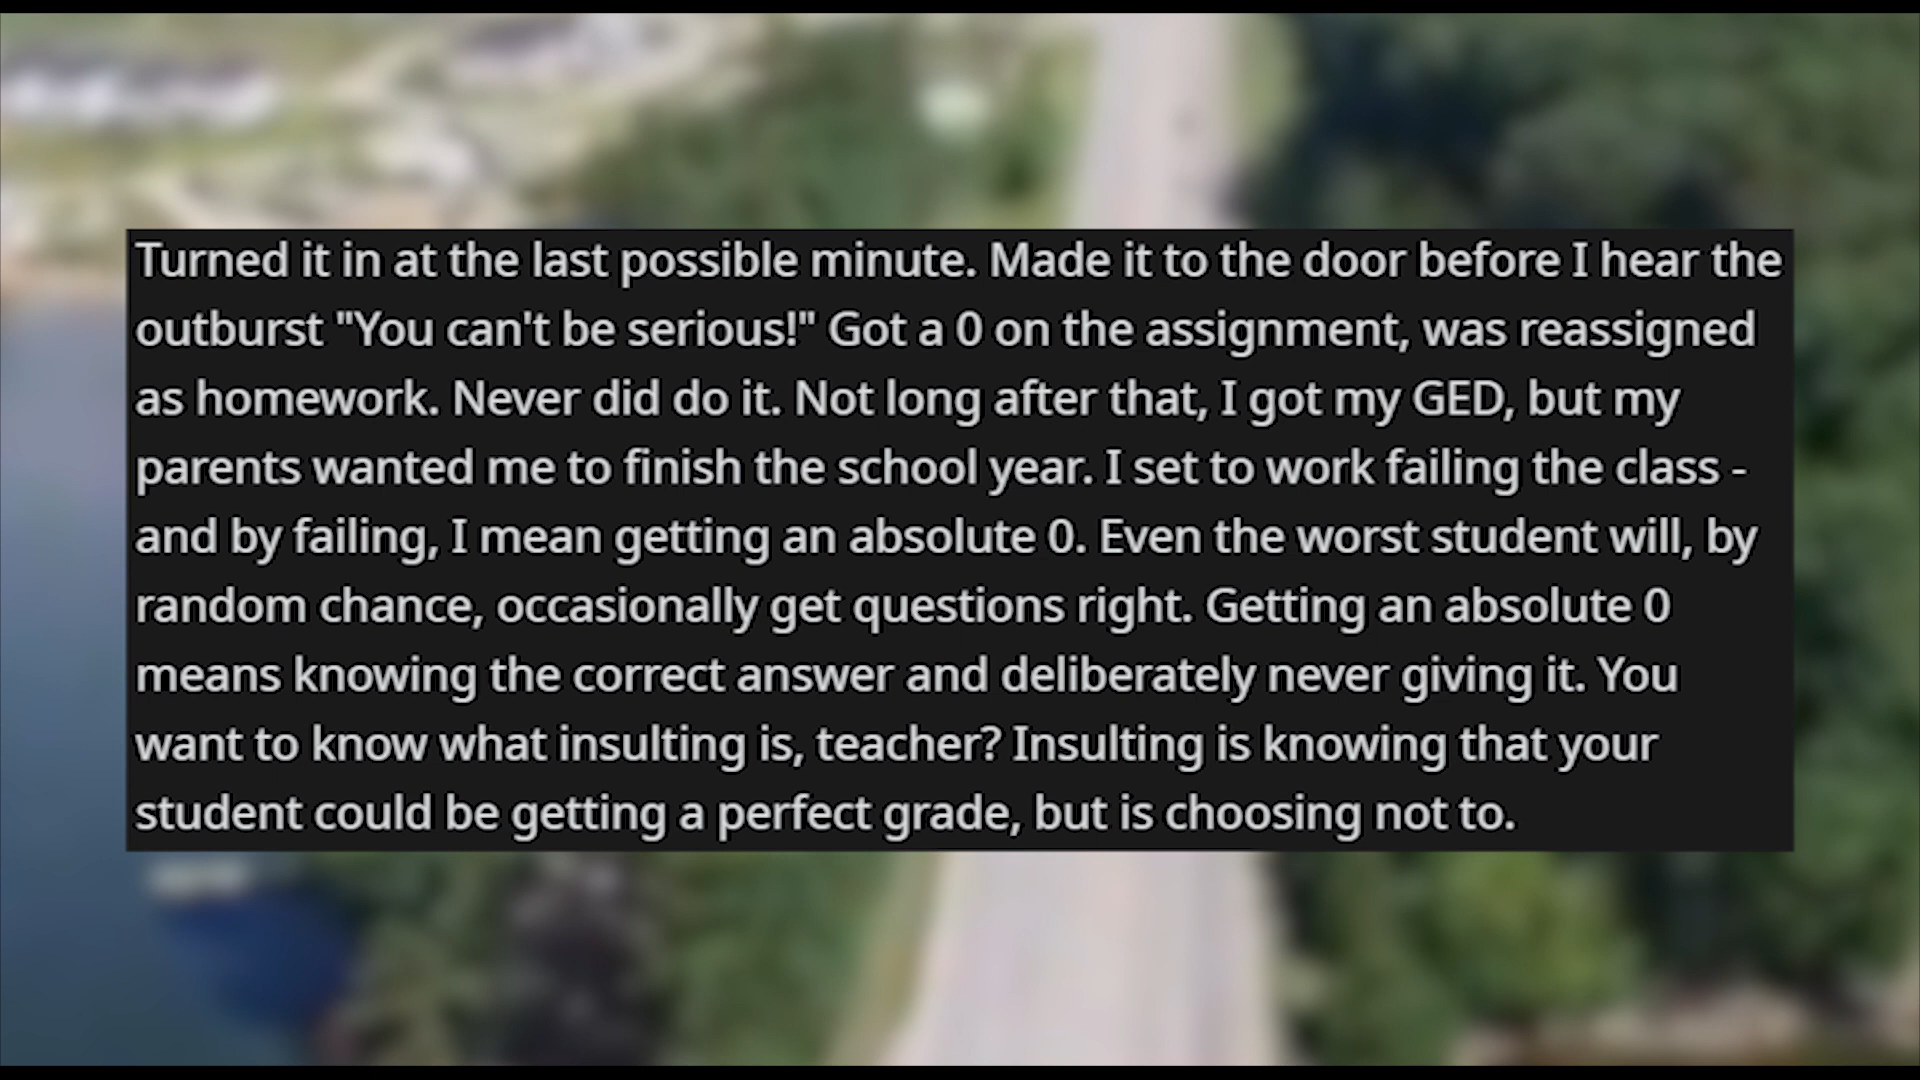 Turned it in at the last possible minute. Made it to the door before I hear the
outburst "You can't be serious!" Got a 0 on the assignment, was reassigned
as homework. Never did do it. Not long after that, I got my GED, but my
parents wanted me to finish the school year. I set to work failing the class -
and by failing, I mean getting an absolute 0. Even the worst student will, by
random chance, occasionally get questions right. Getting an absolute 0
means knowing the correct answer and deliberately never giving it. You
want to know what insulting is, teacher? Insulting is knowing that your
student could be getting a perfect grade, but is choosing not to.